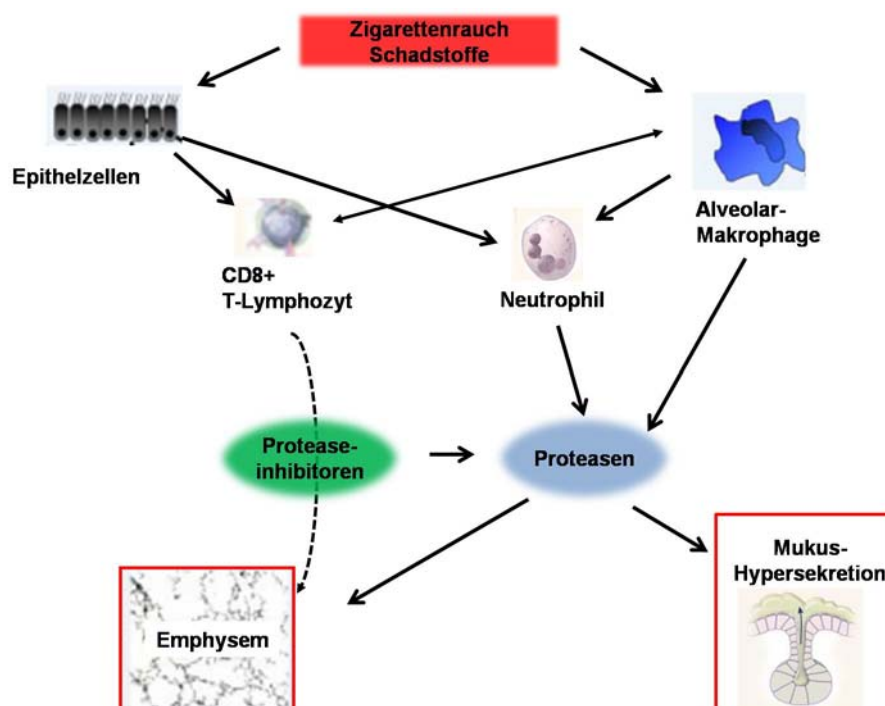 Zigarettenrauch
Schadstoffe
Epithelzellen
Alveolar-
Makrophage
CD8+
T-Lymphozyt
Neutrophil
Protease-
inhibitoren
Proteasen
Mukus-
Hypersekretion
Emphysem